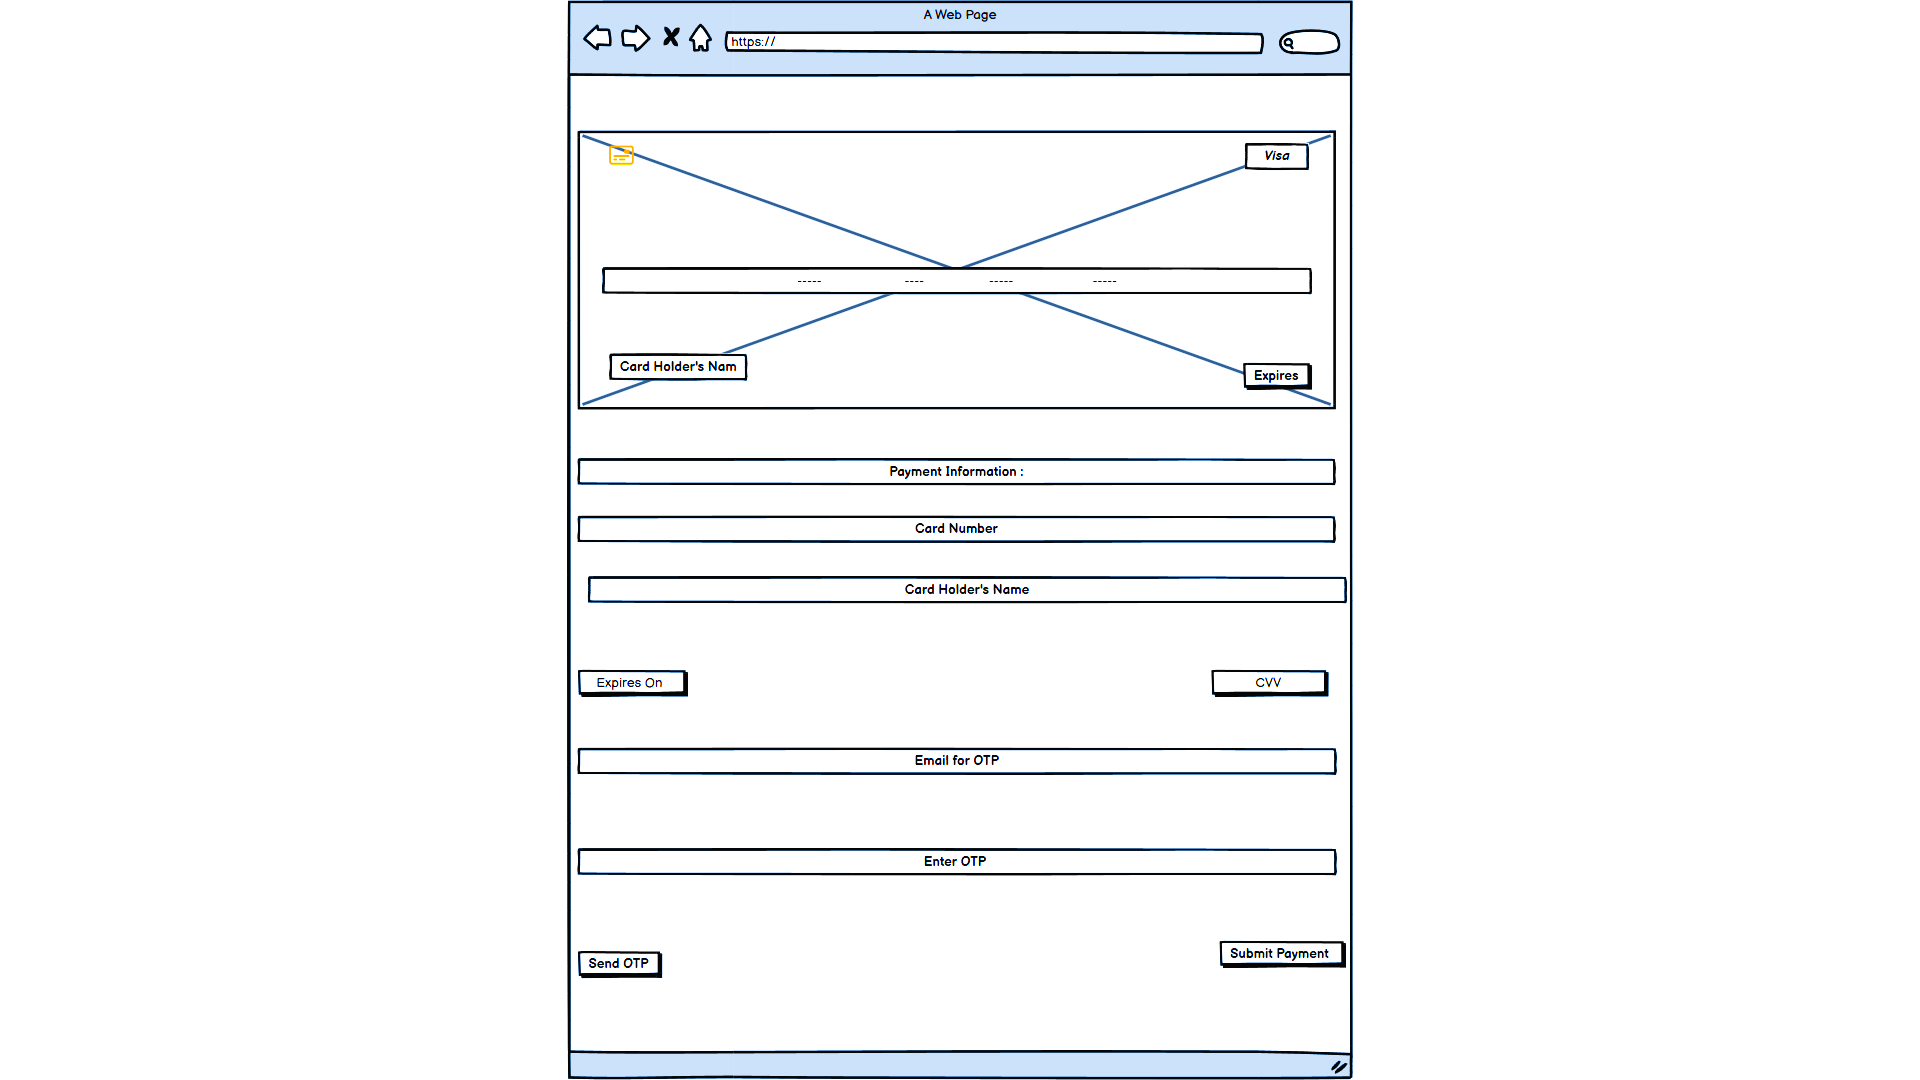 A Web Page
https://
Visa
----- ---- ----- -----
Card Holder's Nam
Expires
Payment Information :
Card Number
Card Holder's Name
Expires On
CVV
Email for OTP
Enter OTP
Submit Payment
Send OTP